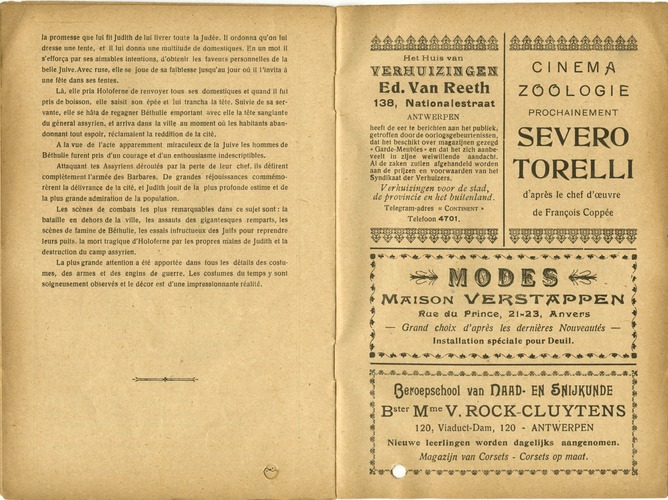 la promesse que lui fit Judith de lui livrer toute la Judée. Il ordonna qu'on lui
dresse une tente, et il lui donna une multitude de domestiques. En un mot il
s'efforça par ses aimables intentions, d'obtenir les faveurs personnelles de la
belle Juive. Avec ruse, elle se joue de sa faiblesse jusqu'au jour où il l'invita à
une fête dans ses tentes.
Là, elle pria Holoferne de renvoyer tous ses domestiques et quand il fut
pris de boisson, elle saisit son épée et lui trancha la tête. Suivie de sa ser-
vante, elle se hâta de regagner Béthulie emportant avec elle la tête sanglante
du général assyrien, et arriva dans la ville au moment où les habitants aban-
donnant tout espoir, réclamaient la reddition de la cité.
A la vue de l'acte apparemment miraculeux de la Juive les hommes de
Béthulie furent pris d'un courage et d'un enthousiasme indescriptibles.
Attaquant les Assyriens déroutés par la perte de leur chef, ils défirent
complètement l'armée des Barbares. De grandes réjouissances commémo-
rèrent la délivrance de la cité, et Judith jouit de la plus profonde estime et de
la plus grande admiration de la population.
Les scènes de combats les plus remarquables dans ce sujet sont : la
bataille en dehors de la ville, les assauts des gigantesques remparts, les
scènes de famine de Béthulie, les essais infructueux des Juifs pour reprendre
leurs puits, la mort tragique d'Holoferne par les propres mains de Judith et la
destruction du camp assyrien.
La plus grande attention a été apportée dans tous les détails des costu-
mes, des armes et des engins de guerre. Les costumes du temps y sont
soigneusement observés et le décor est d'une impressionnante réalité.
Het Huis van
VERHUIZINGEN
Ed. Van Reeth
138, Nationalestraat
ANTWERPEN
heeft de eer te berichten aan het publiek,
getroffen door de oorlogsgebeurtenissen,
dat het beschikt over magazijnen gezegd
« Garde-Meubles » en dat het zich aanbe-
veelt in zijne welwillende aandacht.
Al de zaken zullen afgehandeld worden
aan de prijzen en voorwaarden van het
Syndikaat der Verhuizers.
Verhuizingen voor de stad,
de provincie en het buitenland.
Telegram-adres « CONTINENT »
Telefoon 4701.
CINEMA
ZOOLOGIE
PROCHAINEMENT
SEVERO
TORELLI
d'après le chef d'œuvre
de François Coppée
MODES
MAISON VERSTAPPEN
Rue du Prince, 21-23, Anvers
— Grand choix d'après les dernières Nouveautés —
Installation spéciale pour Deuil.
Beroepschool van NAAD- EN SNIJKUNDE
Bster Mme V. ROCK-CLUYTENS
120, Viaduct-Dam, 120 - ANTWERPEN
Nieuwe leerlingen worden dagelijks aangenomen.
Magazijn van Corsets - Corsets op maat.